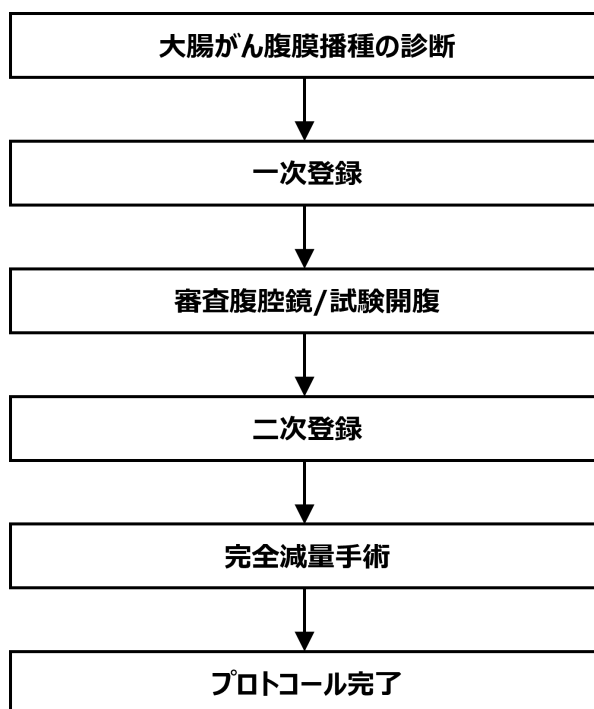 大腸がん腹膜播種の診断
一次登録
審査腹腔鏡/試験開腹
二次登録
完全減量手術
プロトコール完了